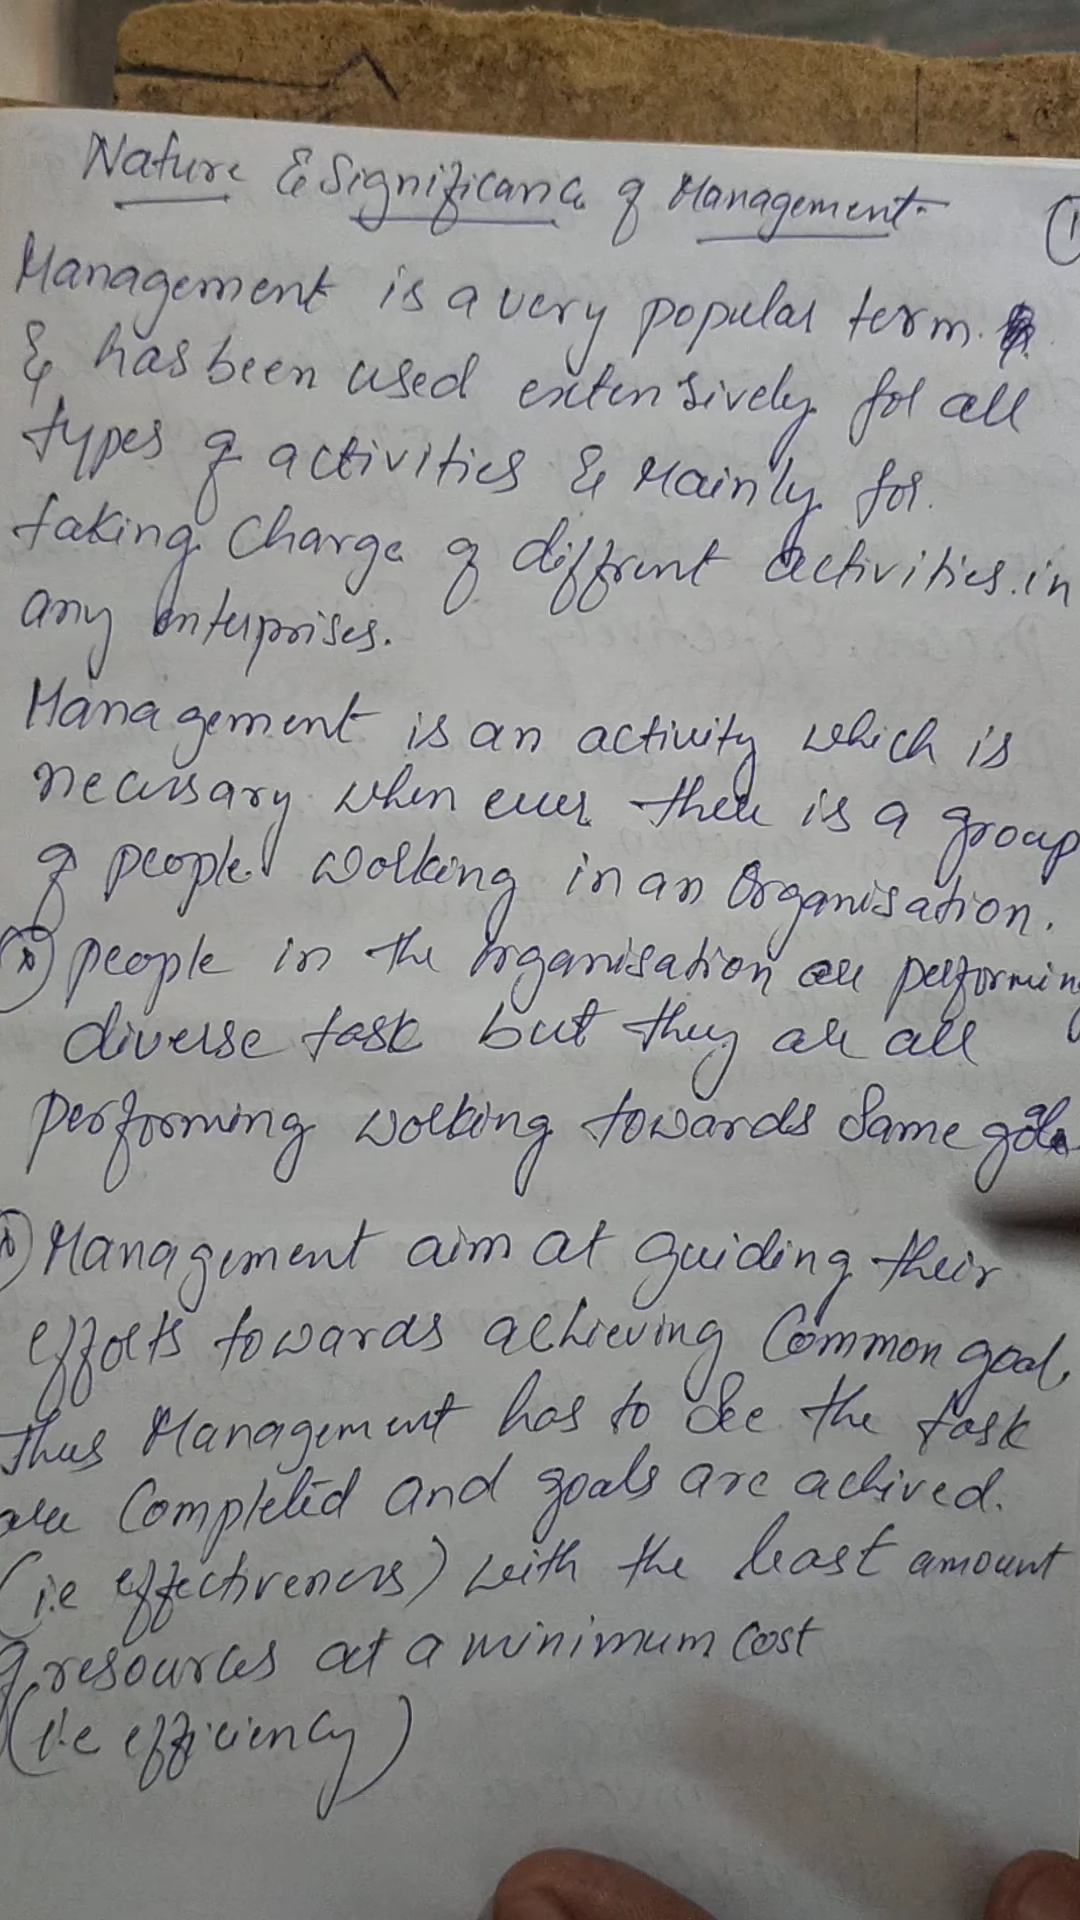 Nature & Significance of Management
1
Management is a very popular term.
& has been used extensively for all
types of activities & Mainly for
taking Charge of diffrent activities in
any enterprises.
Management is an activity which is
necessary when ever there is a group
of people working in an Organisation.
people in the organisation are performing
diverse task but they are all
performing working towards Same goal
Management aim at guiding their
efforts towards achieving Common goal,
Thus Management has to See the task
are Completed and goals are achived.
(i.e effectiveness) with the least amount
of resources at a minimum cost
(i.e efficiency)